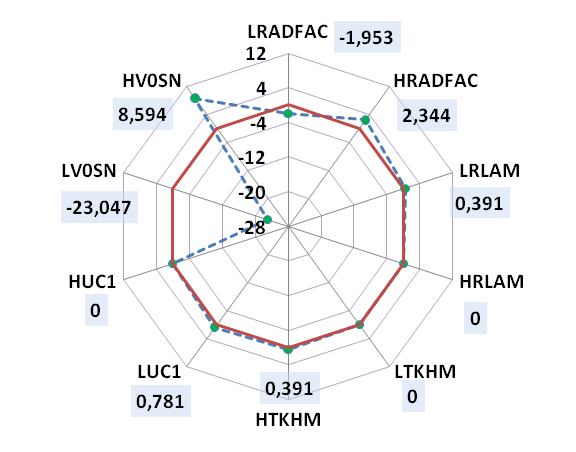 LRADFAC
-1,953
12
HV0SN
HRADFAC
4
8,594
2,344
-4
LV0SN
-12
LRLAM
-23,047
-20
0,391
-28
HUC1
HRLAM
0
0
LUC1
LTKHM
0,781
0,391
0
HTKHM